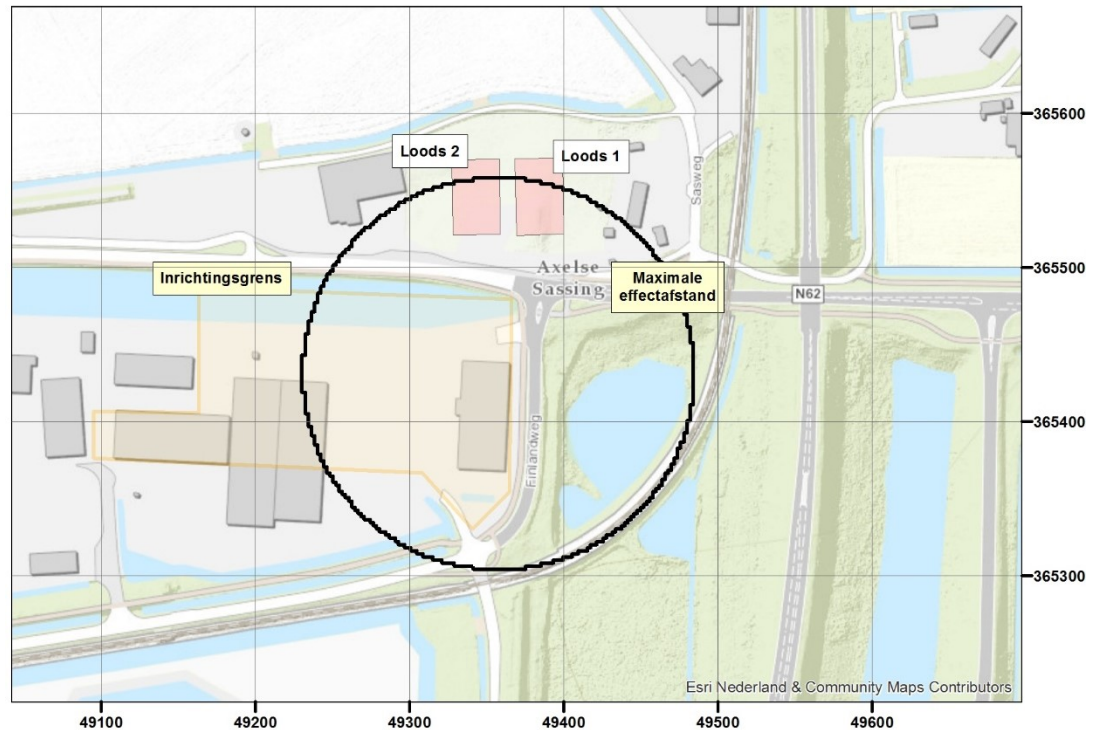 365600
Loods 2
Loods 1
Sasweg
365500
Axelse
Sassing
Inrichtingsgrens
Maximale
effectafstand
N62
365400
Finlandweg
365300
Esri Nederland & Community Maps Contributors
49100
49200
49300
49400
49500
49600